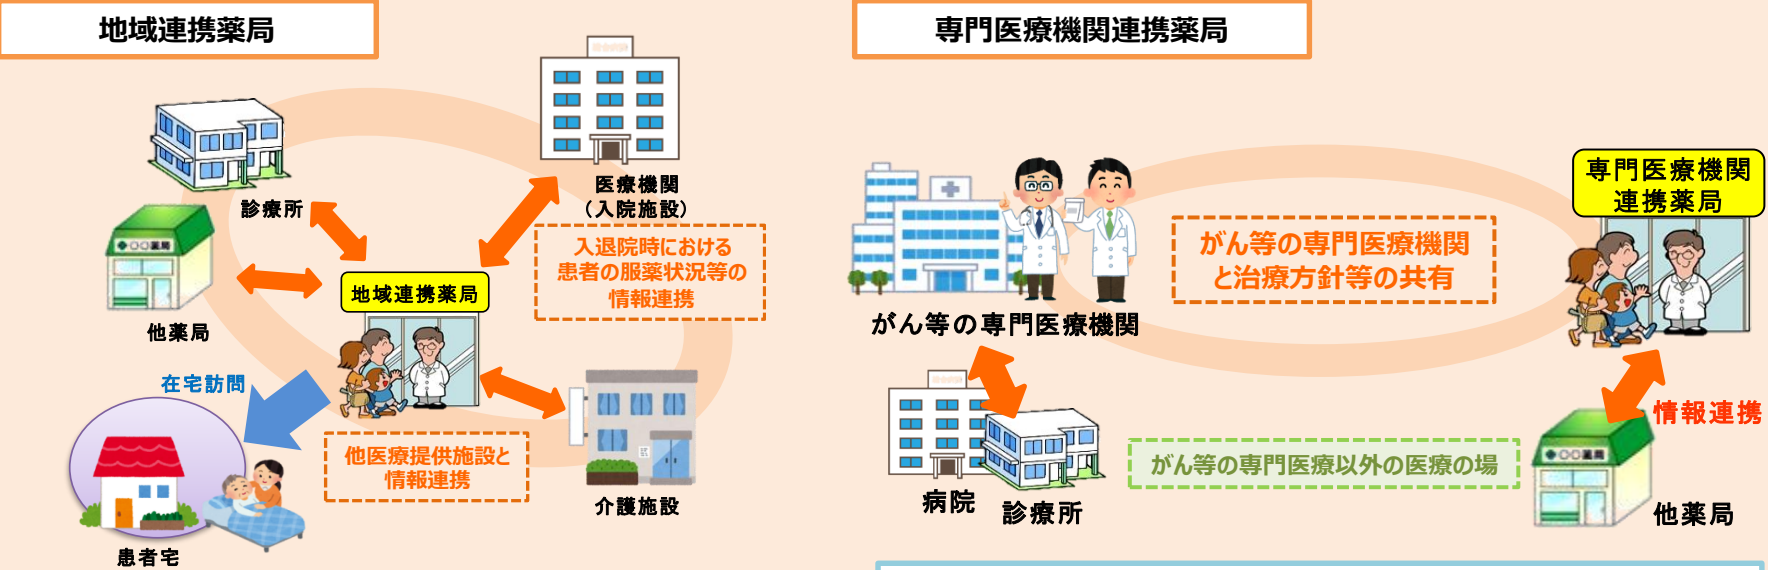 地域連携薬局
診療所
医療機関
（入院施設）
入退院時における
患者の服薬状況等の
情報連携
○○薬局
他薬局
地域連携薬局
在宅訪問
他医療提供施設と
情報連携
介護施設
患者宅
専門医療機関連携薬局
専門医療機関
連携薬局
がん等の専門医療機関
と治療方針等の共有
がん等の専門医療機関
情報連携
がん等の専門医療以外の医療の場
病院
診療所
○○薬局
他薬局